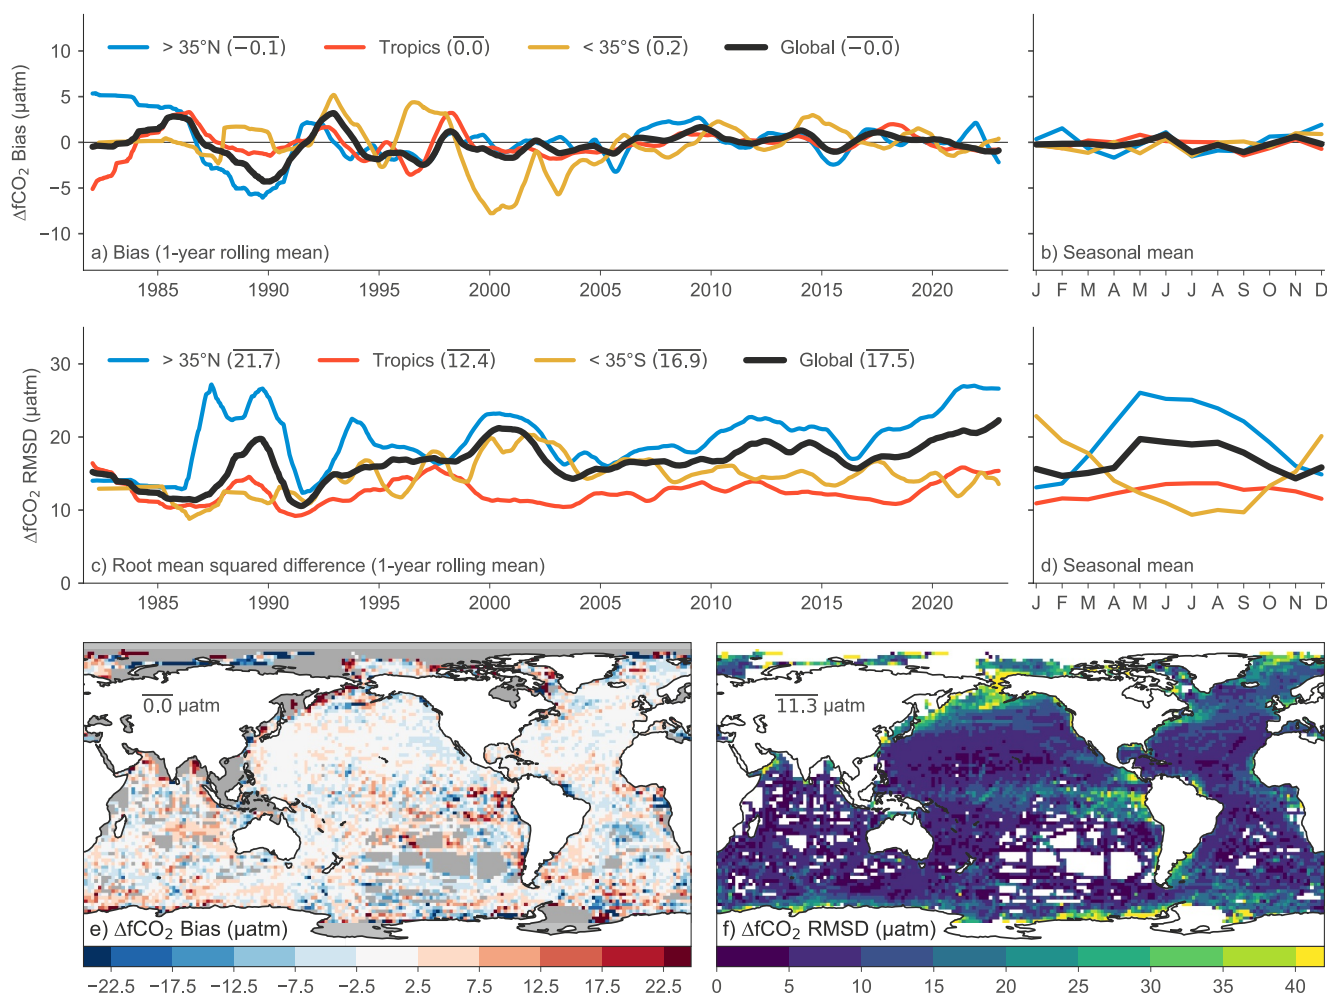 > 35°N (−0.1) Tropics (0.0) < 35°S (0.2) Global (−0.0)
ΔfCO₂ Bias (µatm)
10
5
0
−5
−10
a) Bias (1-year rolling mean)
1985 1990 1995 2000 2005 2010 2015 2020
b) Seasonal mean
J F M A M J J A S O N D
> 35°N (21.7) Tropics (12.4) < 35°S (16.9) Global (17.5)
ΔfCO₂ RMSD (µatm)
30
20
10
0
c) Root mean squared difference (1-year rolling mean)
1985 1990 1995 2000 2005 2010 2015 2020
d) Seasonal mean
J F M A M J J A S O N D
0.0 µatm
e) ΔfCO₂ Bias (µatm)
−22.5 −17.5 −12.5 −7.5 −2.5 2.5 7.5 12.5 17.5 22.5
11.3 µatm
f) ΔfCO₂ RMSD (µatm)
0 5 10 15 20 25 30 35 40